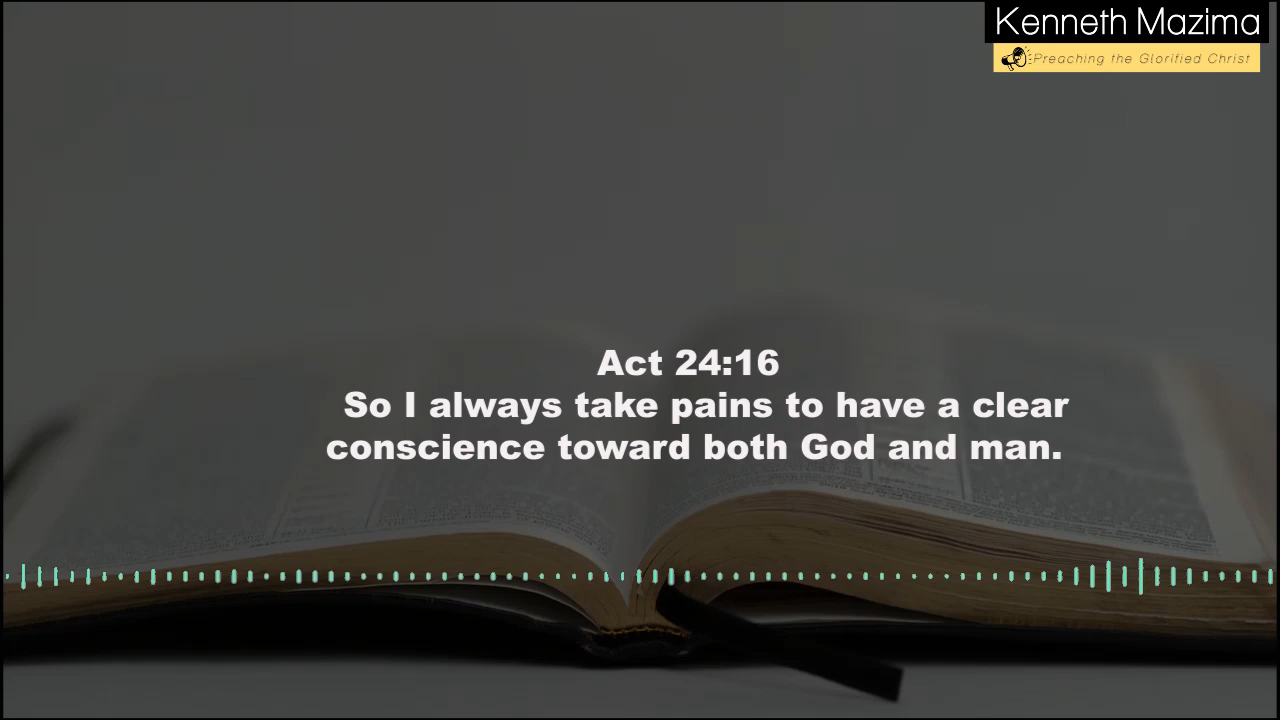 Kenneth Mazima
Preaching the Glorified Christ
Act 24:16
So I always take pains to have a clear
conscience toward both God and man.